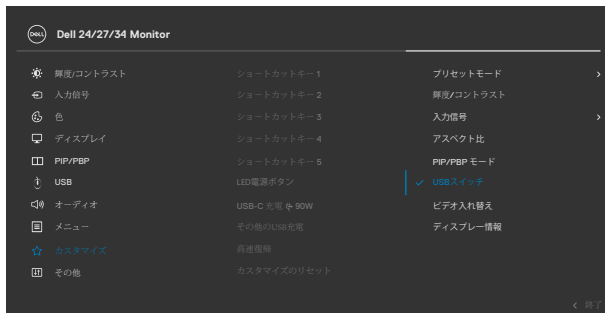 DELL
Dell 24/27/34 Monitor
輝度/コントラスト
入力信号
色
ディスプレイ
PIP/PBP
USB
オーディオ
メニュー
カスタマイズ
その他
ショートカットキー 1
ショートカットキー 2
ショートカットキー 3
ショートカットキー 4
ショートカットキー 5
LED電源ボタン
USB-C 充電 90W
その他のUSB充電
高速復帰
カスタマイズのリセット
プリセットモード
輝度/コントラスト
入力信号
アスペクト比
PIP/PBP モード
USBスイッチ
ビデオ入れ替え
ディスプレー情報
終了